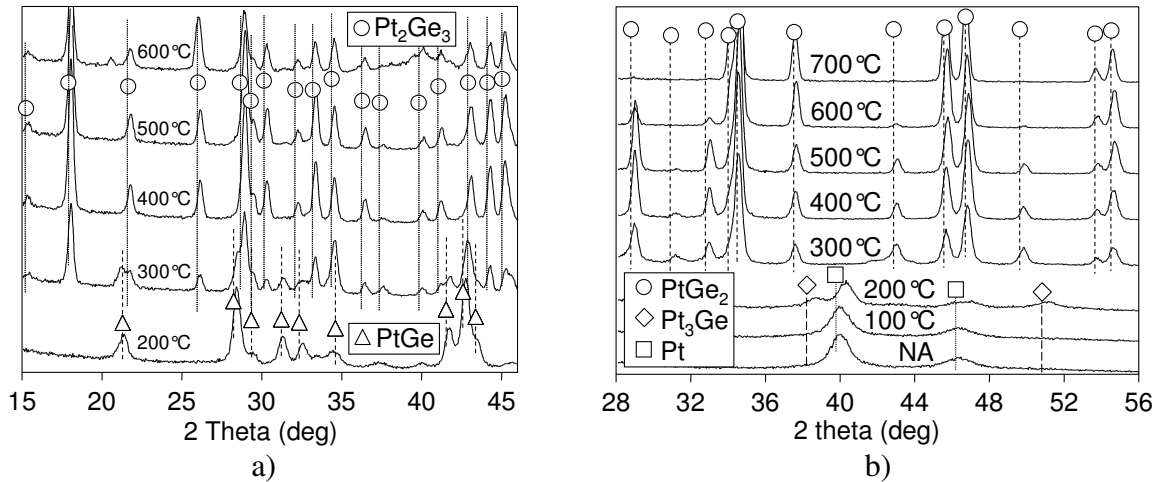 Pt₂Ge₃
600°C
500°C
400°C
300°C
200°C
PtGe
15 20 25 30 35 40 45
2 Theta (deg)
a)
700°C
600°C
500°C
400°C
300°C
PtGe₂
Pt₃Ge
Pt
200°C
100°C
NA
28 32 36 40 44 48 52 56
2 theta (deg)
b)